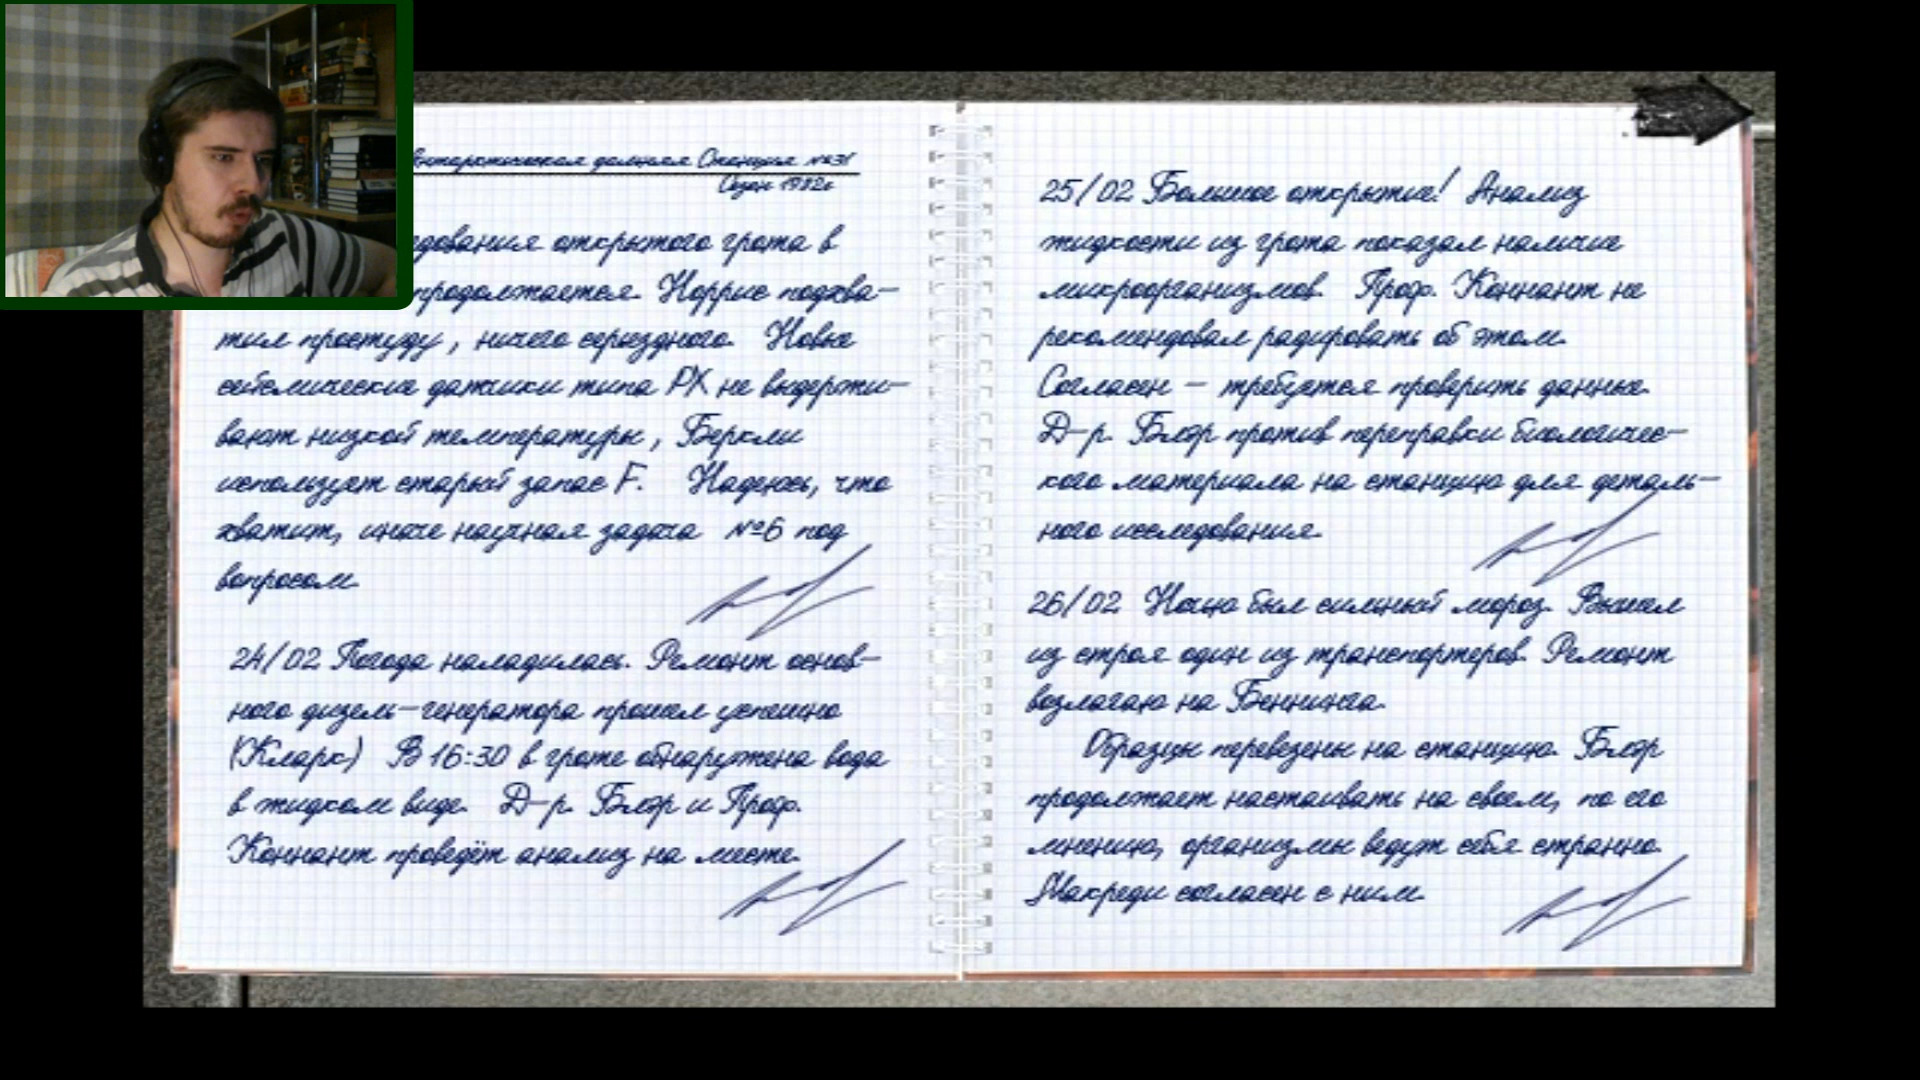 Антарктическая дальняя Станция №31
Сезон 1982г
дования открытого грота в
продолжается. Норрис подхва-
тил простуду, ничего серьёзного. Новые
сейсмические датчики типа РХ не выдержи-
вают низкой температуры, Беркли
использует старый запас F. Надеюсь, что
хватит, иначе научная задача №6 под
вопросом.
24/02 Погода наладилась. Ремонт основ-
ного дизель-генератора прошел успешно
(Кларк) В 16:30 в гроте обнаружена вода
в жидком виде. Д-р. Блэр и Проф.
Коннант проведёт анализ на месте.
25/02 Большое открытие! Анализ
жидкости из грота показал наличие
микроорганизмов. Проф. Коннант не
рекомендовал радировать об этом.
Согласен - требуется проверить данные.
Д-р. Блэр против переправки биологичес-
кого материала на станцию для деталь-
ного исследования.
26/02 Ночью был сильный мороз. Вышел
из строя один из транспортеров. Ремонт
возлагаю на Беннинга.
Образцы перевезены на станцию. Блэр
продолжает настаивать на своем, по его
мнению, организмы ведут себя странно.
Макреди согласен с ним.